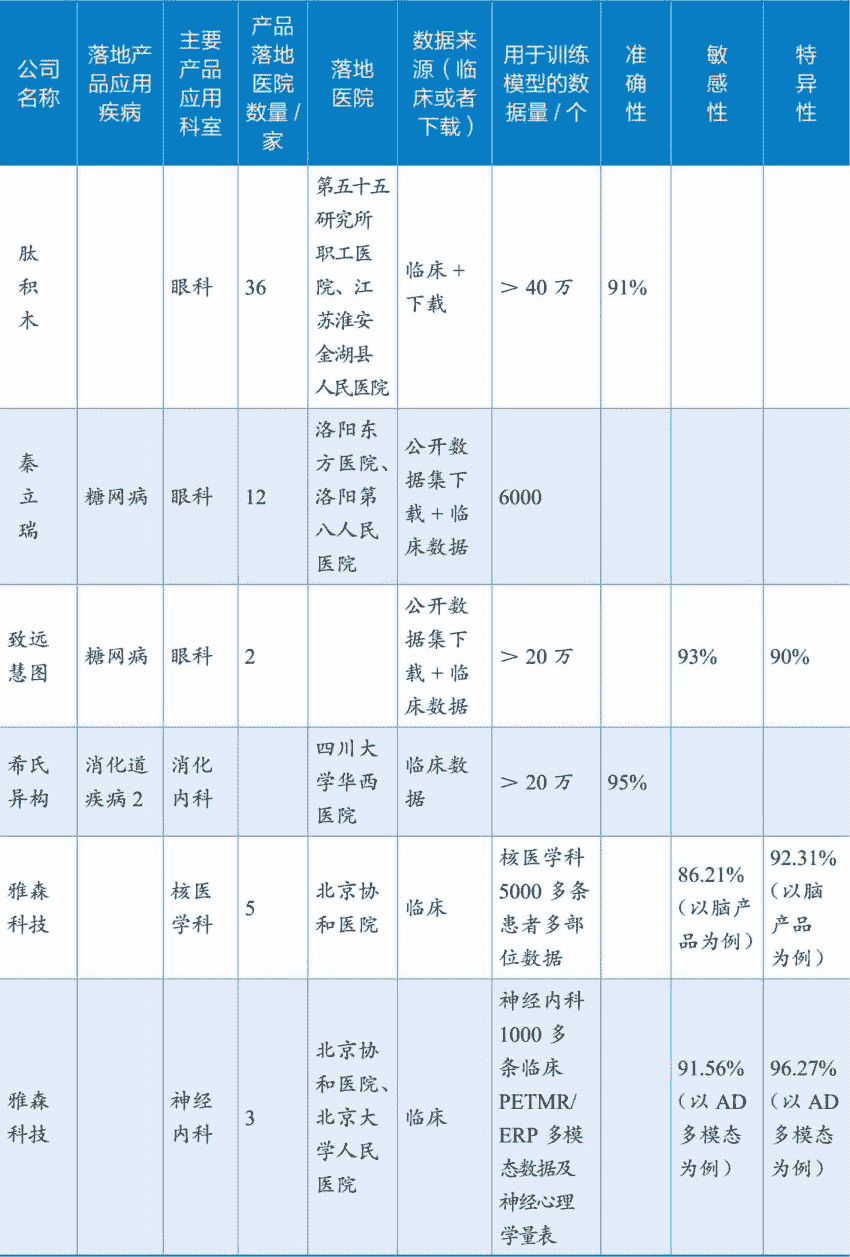 公司
名称
落地产
品应用
疾病
主要
产品
应用
科室
产品
落地
医院
数量/
家
落地
医院
数据来
源(临
床或者
下载)
用于训练
模型的数
据量/个
准
确
性
敏
感
性
特
异
性
肽
积
木
眼科
36
第五十五
研究所
职工医
院、江
苏淮安
金湖县
人民医院
临床+
下载
>40万
91%
秦
立
瑞
糖网病
眼科
12
洛阳东
方医院、
洛阳第
八人民
医院
公开数
据集下
载+临
床数据
6000
致远
慧图
糖网病
眼科
2
公开数
据集下
载+临
床数据
>20万
93%
90%
希氏
异构
消化道
疾病2
消化
内科
四川大
学华西
医院
临床数
据
>20万
95%
雅森
科技
核医
学科
5
北京协
和医院
临床
核医学科
5000多条
患者多部
位数据
86.21%
(以脑产
品为例)
92.31%
(以脑
产品
为例)
雅森
科技
神经
内科
3
北京协
和医院、
北京大
学人民
医院
临床
神经内科
1000多
条临床
PETMR/
ERP多模
态数据及
神经心理
学量表
91.56%
(以AD
多模态
为例)
96.27%
(以AD
多模态
为例)